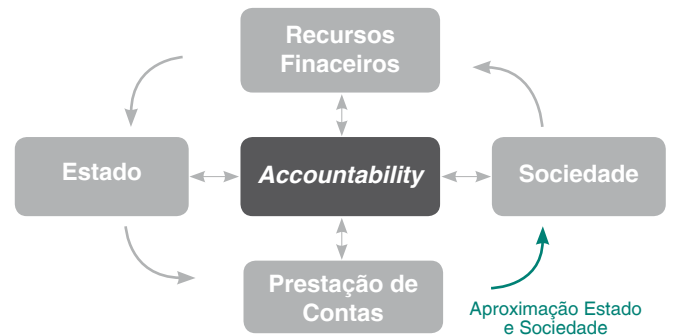 Recursos
Finaceiros
Estado
Accountability
Sociedade
Prestação de
Contas
Aproximação Estado
e Sociedade